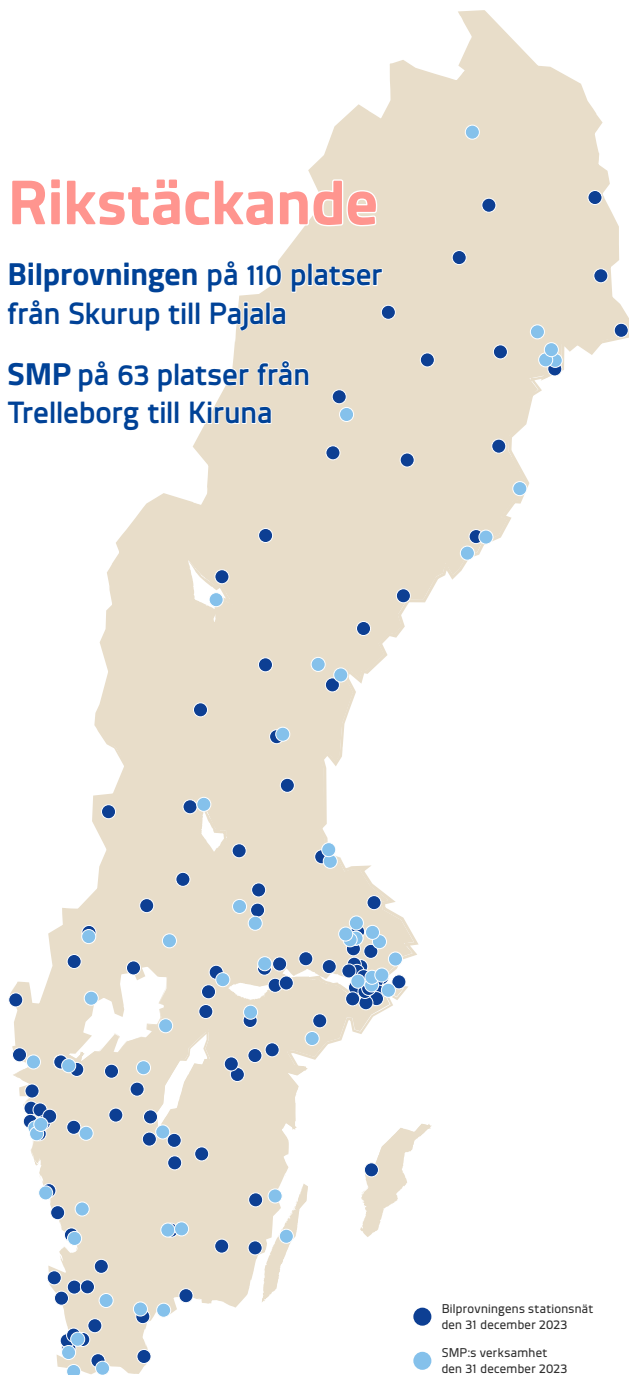 Rikstäckande
Bilprovningen på 110 platser
från Skurup till Pajala
SMP på 63 platser från
Trelleborg till Kiruna
Bilprovningens stationsnät
den 31 december 2023
SMP:s verksamhet
den 31 december 2023